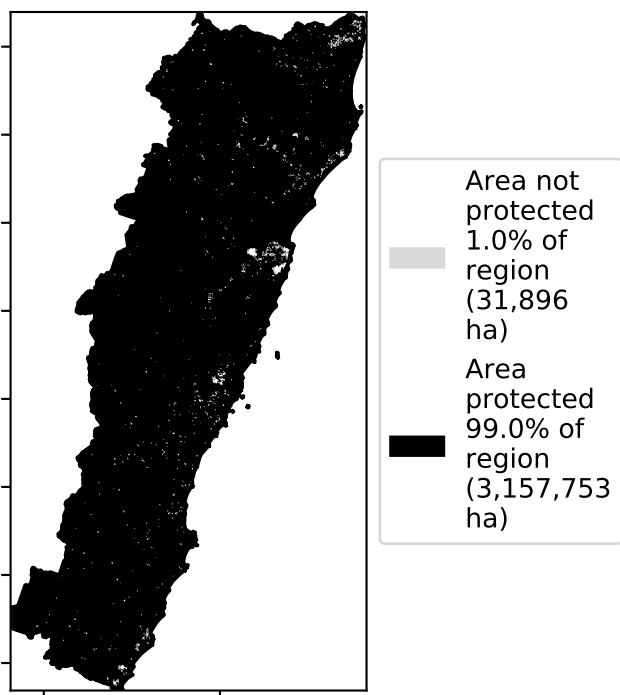 Area not
protected
1.0% of
region
(31,896
ha)
Area
protected
99.0% of
region
(3,157,753
ha)